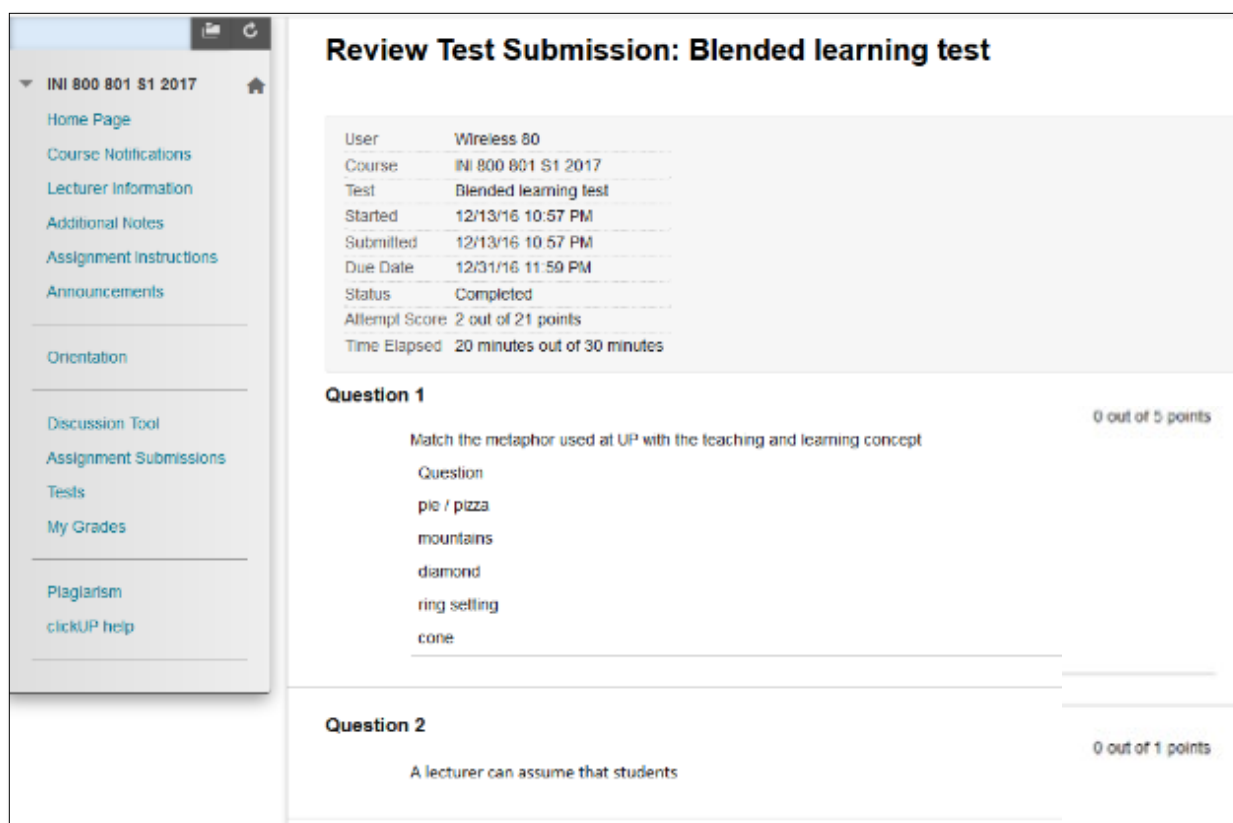 INI 800 801 S1 2017
Home Page
Course Notifications
Lecturer Information
Additional Notes
Assignment Instructions
Announcements
Orientation
Discussion Tool
Assignment Submissions
Tests
My Grades
Plagiarism
clickUP help
Review Test Submission: Blended learning test
User Wireless 80
Course INI 800 801 S1 2017
Test Blended learning test
Started 12/13/16 10:57 PM
Submitted 12/13/16 10:57 PM
Due Date 12/31/16 11:59 PM
Status Completed
Attempt Score 2 out of 21 points
Time Elapsed 20 minutes out of 30 minutes
Question 1
0 out of 5 points
Match the metaphor used at UP with the teaching and learning concept
Question
pie / pizza
mountains
diamond
ring setting
cone
Question 2
0 out of 1 points
A lecturer can assume that students